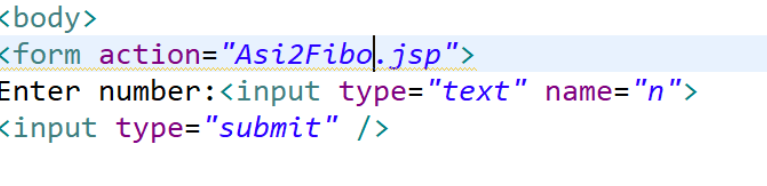 <body>
<form action="Asi2Fibo.jsp">
Enter number:<input type="text" name="n">
<input type="submit" />